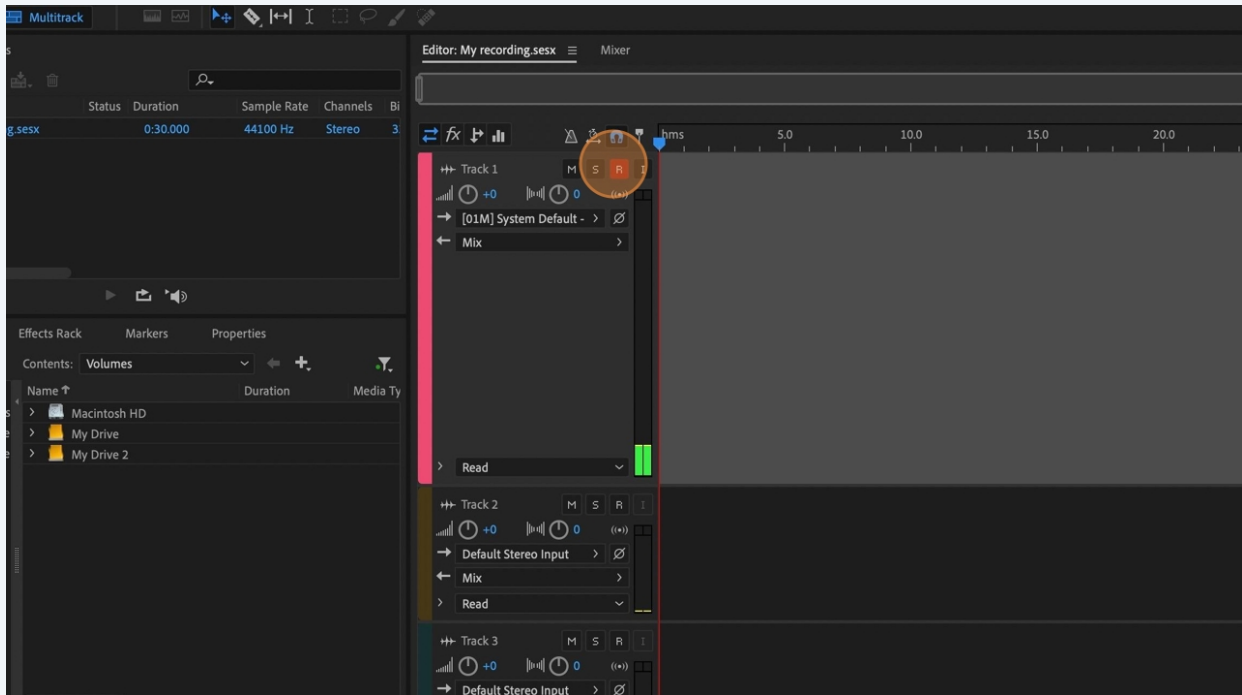 Multitrack
s
Editor: My recording.sesx Mixer
Status Duration Sample Rate Channels Bi
g.sesx 0:30.000 44100 Hz Stereo 3
fx
hms 5.0 10.0 15.0 20.0
Track 1 M S R I
+0 0
[01M] System Default -
Mix
Read
Effects Rack Markers Properties
Contents: Volumes
Name Duration Media Ty
Macintosh HD
My Drive
My Drive 2
Track 2 M S R I
+0 0
Default Stereo Input
Mix
Read
Track 3 M S R I
+0 0
Default Stereo Input